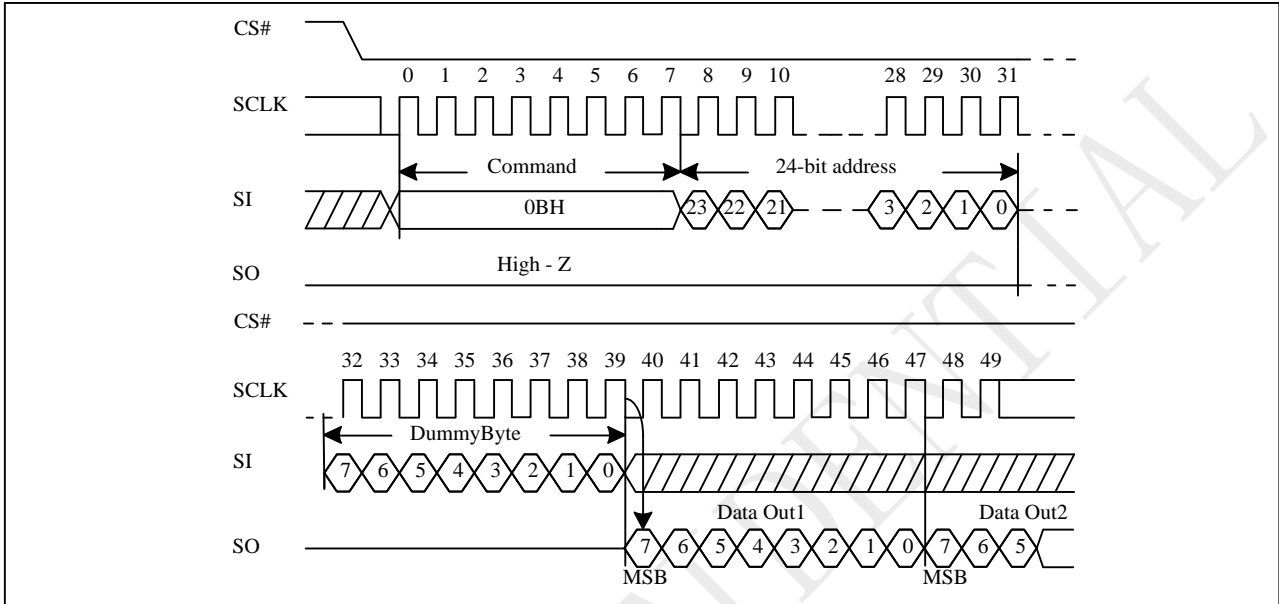 CS#
0 1 2 3 4 5 6 7 8 9 10 28 29 30 31
SCLK
Command 24-bit address
SI 0BH 23 22 21 3 2 1 0
High - Z
SO
CS#
32 33 34 35 36 37 38 39 40 41 42 43 44 45 46 47 48 49
SCLK
DummyByte
SI 7 6 5 4 3 2 1 0
Data Out1 Data Out2
SO 7 6 5 4 3 2 1 0 7 6 5
MSB MSB
NDENTIAL